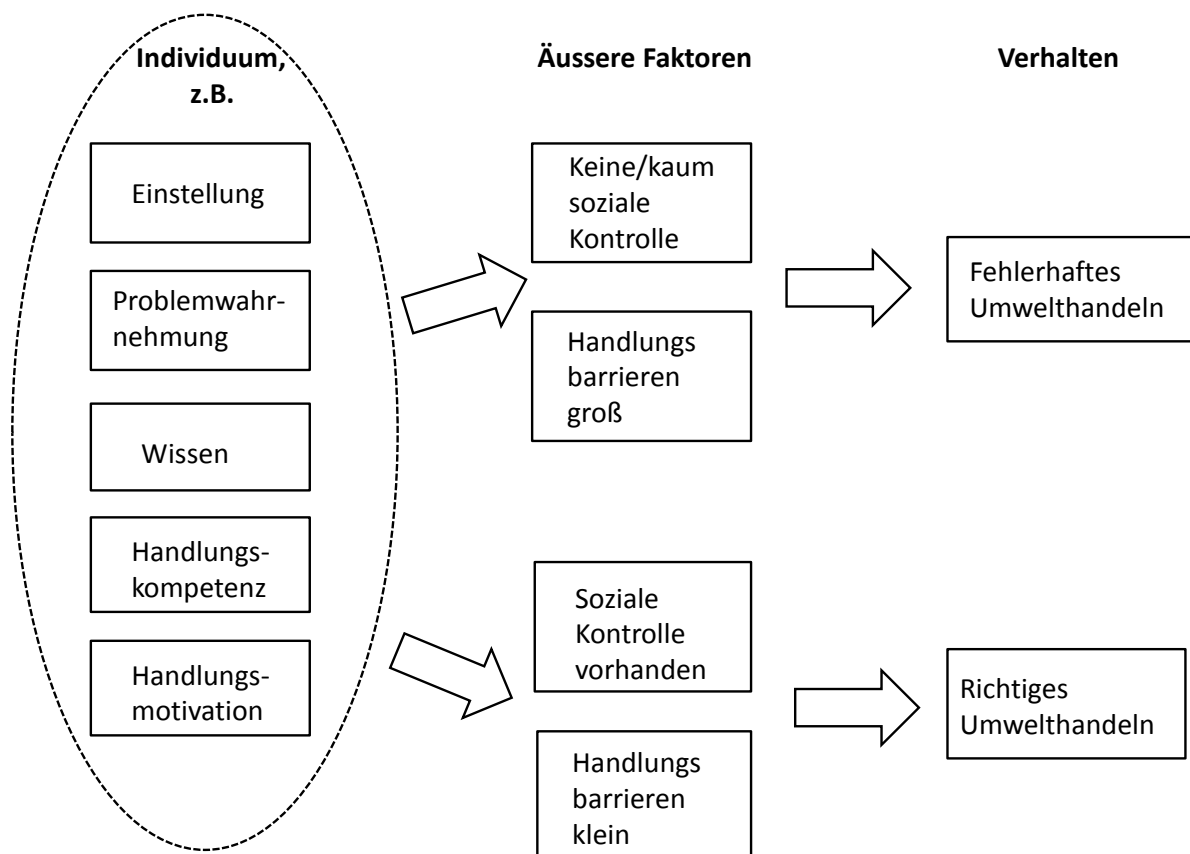 Individuum,
z.B.
Einstellung
Problemwahr-
nehmung
Wissen
Handlungs-
kompetenz
Handlungs-
motivation
Äussere Faktoren
Keine/kaum
soziale
Kontrolle
Handlungs
barrieren
groß
Soziale
Kontrolle
vorhanden
Handlungs
barrieren
klein
Verhalten
Fehlerhaftes
Umwelthandeln
Richtiges
Umwelthandeln